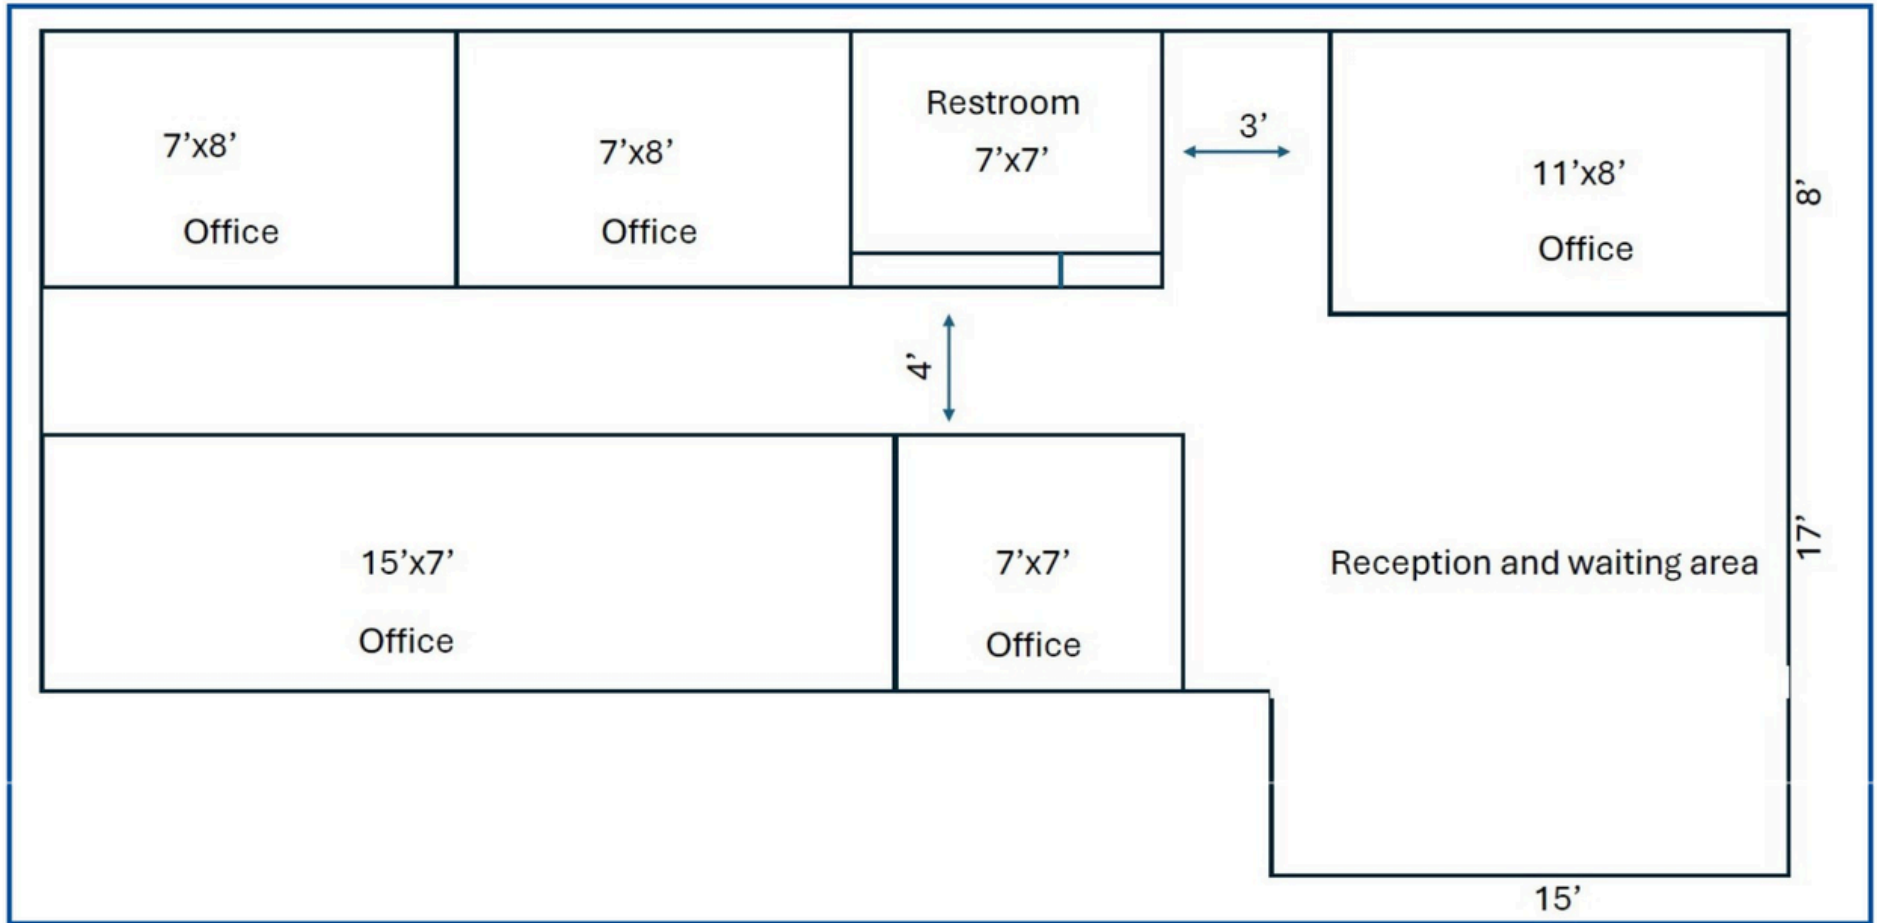 7’x8’
Office
7’x8’
Office
Restroom
7’x7’
3’
11’x8’
Office
8’
4’
15’x7’
Office
7’x7’
Office
Reception and waiting area
17’
15’